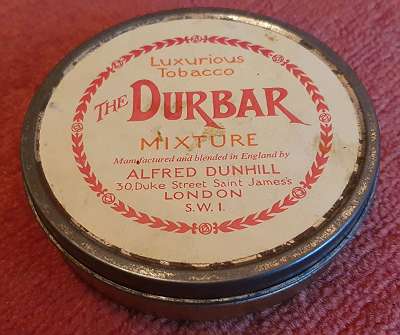 Luxurious
Tobacco
THE DURBAR
MIXTURE
Manufactured and blended in England by
ALFRED DUNHILL
30, Duke Street Saint James's
LONDON
S.W. 1.